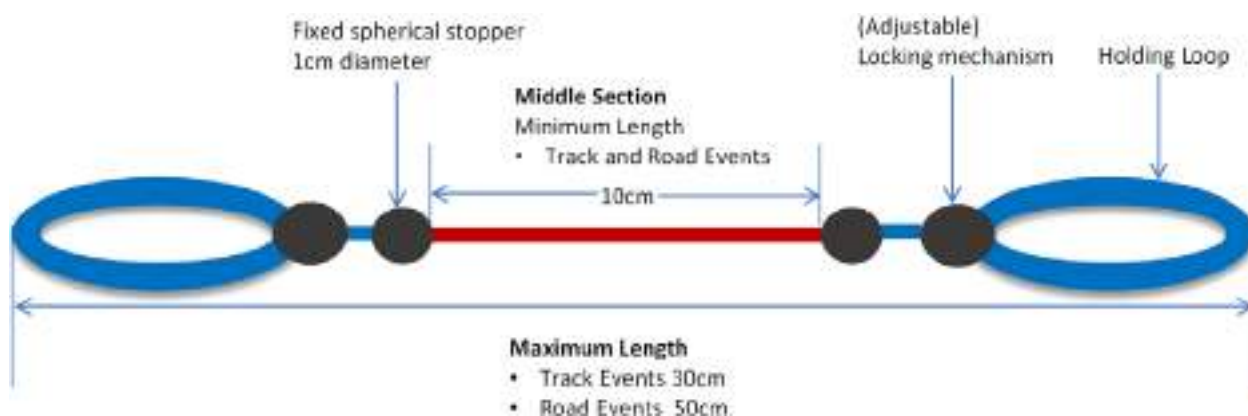 Fixed spherical stopper
1cm diameter
(Adjustable)
Locking mechanism
Holding Loop
Middle Section
Minimum Length
• Track and Road Events
10cm
Maximum Length
• Track Events 30cm
• Road Events 50cm